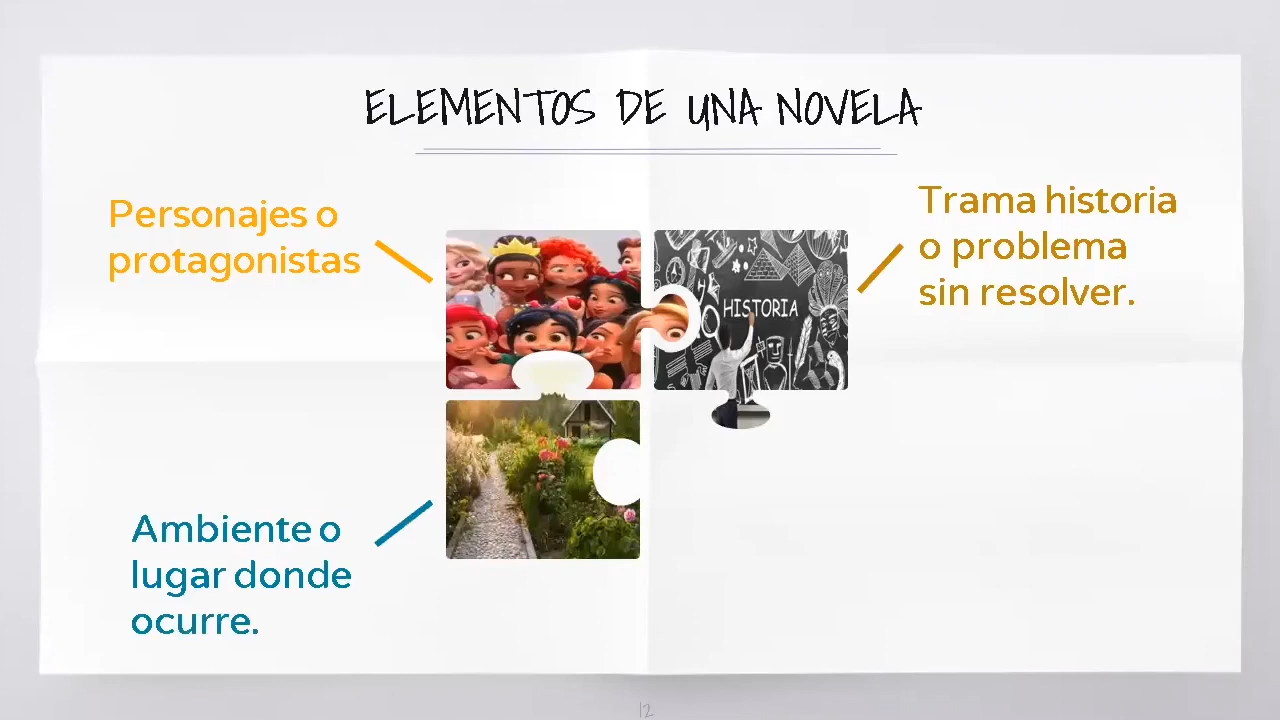 ELEMENTOS DE UNA NOVELA
Personajes o
protagonistas
Trama historia
o problema
sin resolver.
HISTORIA
Ambiente o
lugar donde
ocurre.
12